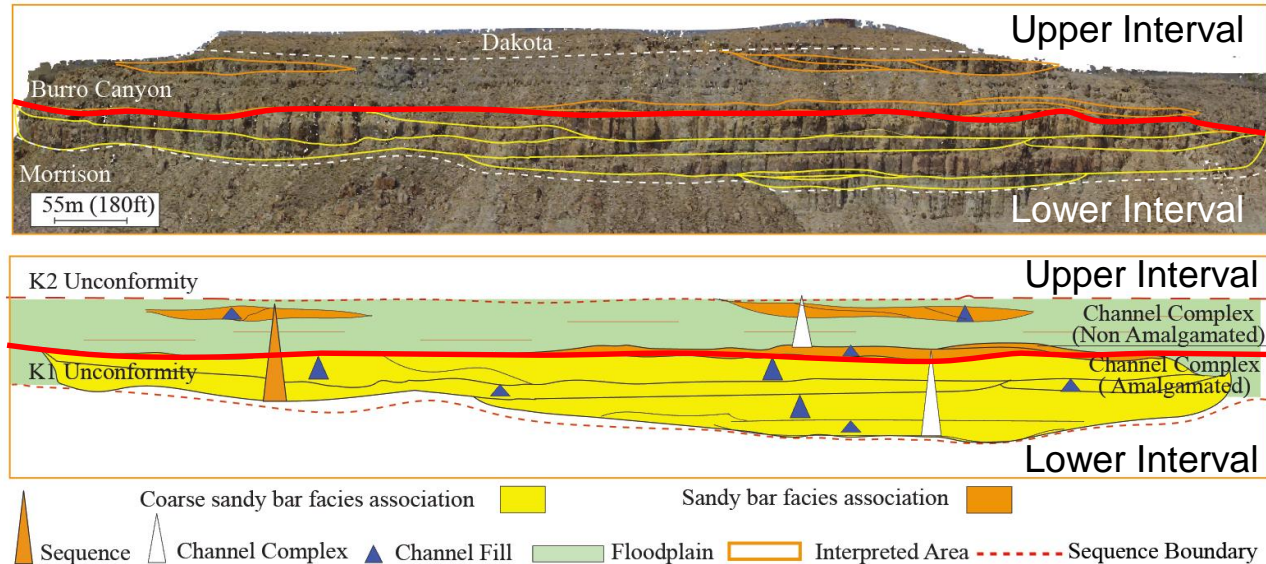 Upper Interval
Dakota
Burro Canyon
Morrison
55m (180ft)
Lower Interval
K2 Unconformity
Upper Interval
Channel Complex
(Non Amalgamated)
K1 Unconformity
Channel Complex
( Amalgamated)
Lower Interval
Coarse sandy bar facies association
Sandy bar facies association
Sequence
Channel Complex
Channel Fill
Floodplain
Interpreted Area
Sequence Boundary